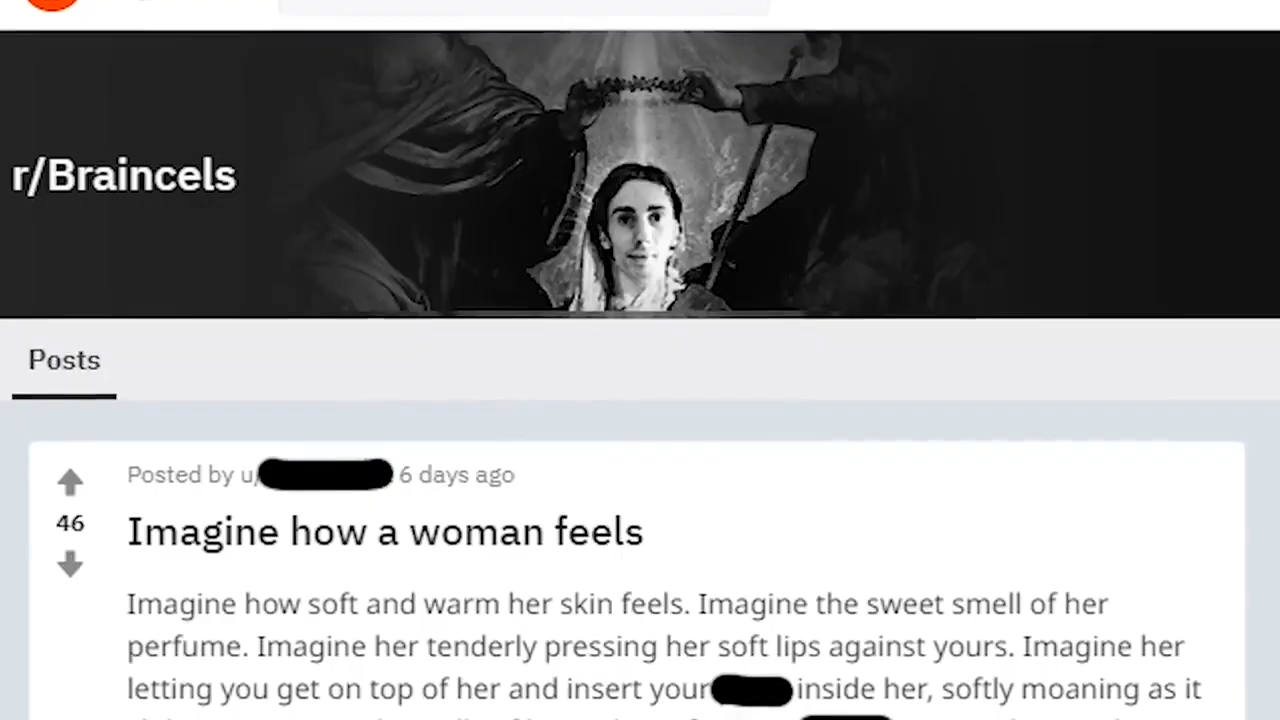 r/Braincels
Posts
Posted by u/ 6 days ago
46
Imagine how a woman feels
Imagine how soft and warm her skin feels. Imagine the sweet smell of her
perfume. Imagine her tenderly pressing her soft lips against yours. Imagine her
letting you get on top of her and insert your inside her, softly moaning as it